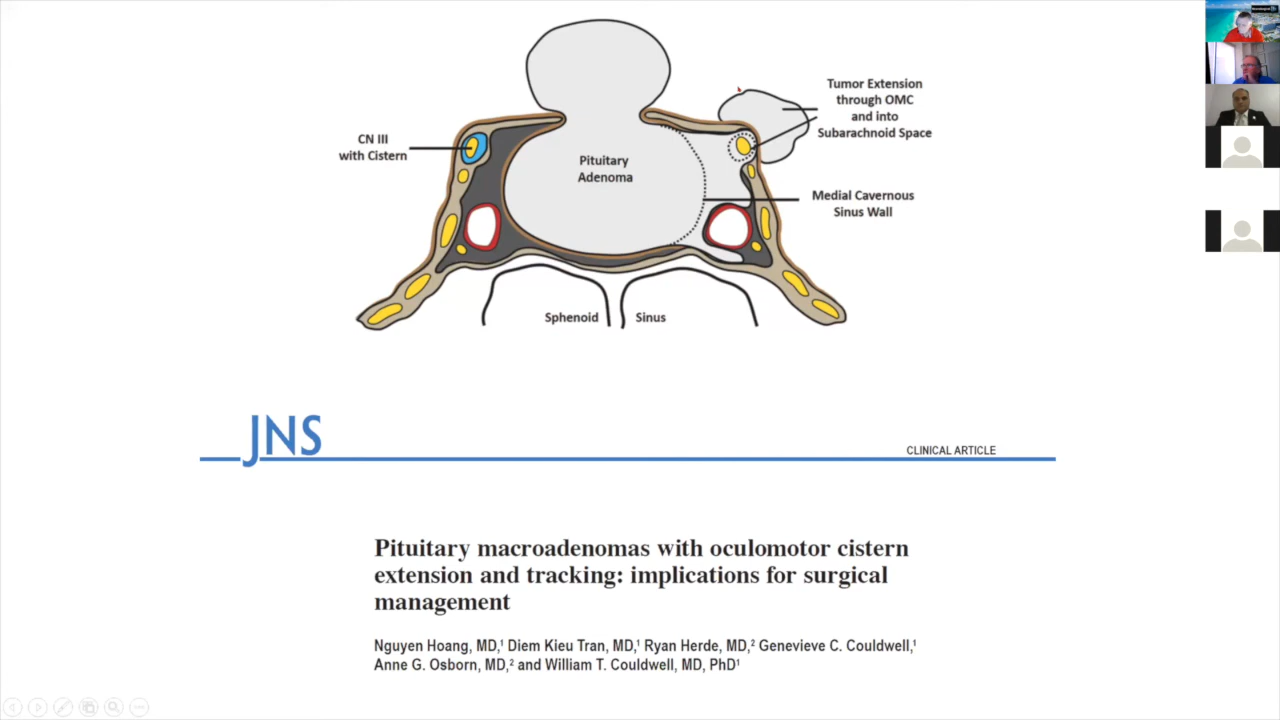 Tumor Extension
through OMC
and into
Subarachnoid Space
CN III
with Cistern
Pituitary
Adenoma
Medial Cavernous
Sinus Wall
Sphenoid Sinus
JNS
CLINICAL ARTICLE
Pituitary macroadenomas with oculomotor cistern
extension and tracking: implications for surgical
management
Nguyen Hoang, MD,¹ Diem Kieu Tran, MD,¹ Ryan Herde, MD,² Genevieve C. Couldwell,¹
Anne G. Osborn, MD,² and William T. Couldwell, MD, PhD¹